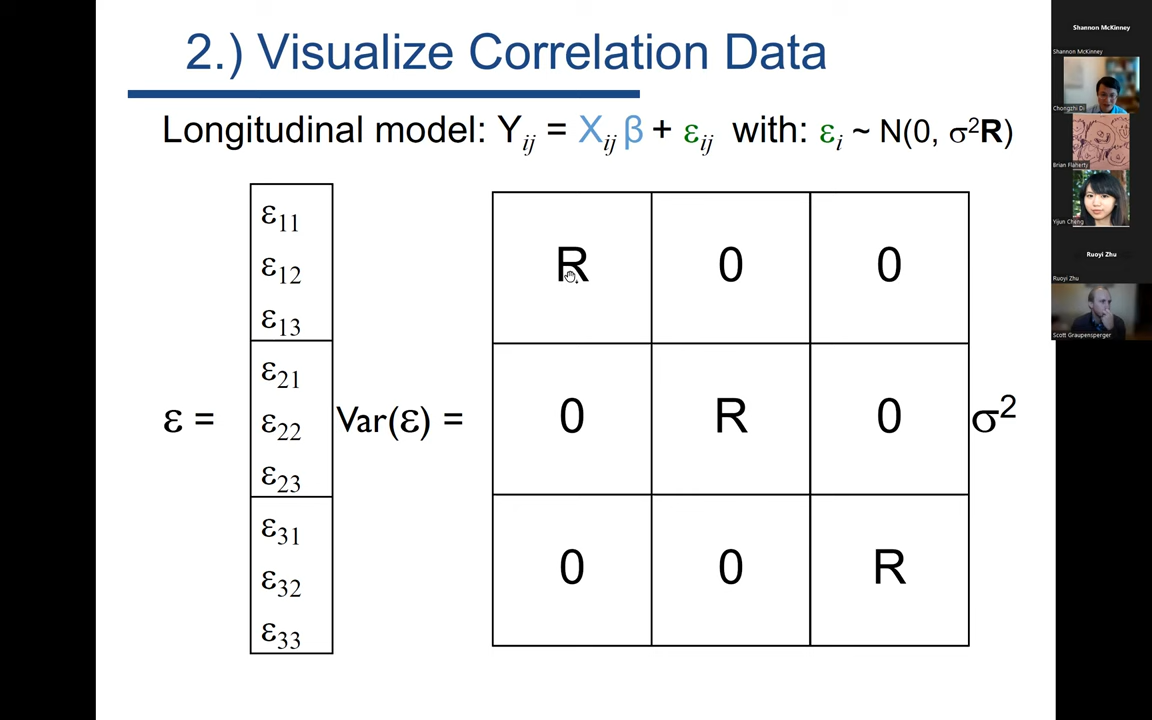 2.) Visualize Correlation Data
Longitudinal model: Yij = Xij β + εij with: εi ~ N(0, σ²R)
ε =
ε11
ε12
ε13
ε21
ε22
ε23
ε31
ε32
ε33
Var(ε) =
R 0 0
0 R 0
0 0 R
σ²
Shannon McKinney
Shannon McKinney
Chongzhi Di
Brian Flaherty
Yijun Cheng
Ruoyi Zhu
Ruoyi Zhu
Scott Graupensperger